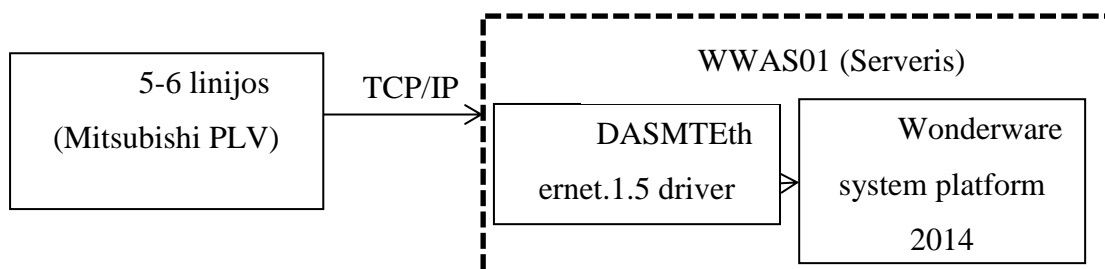 5-6 linijos
(Mitsubishi PLV)
TCP/IP
WWAS01 (Serveris)
DASMTEth
ernet.1.5 driver
Wonderware
system platform
2014